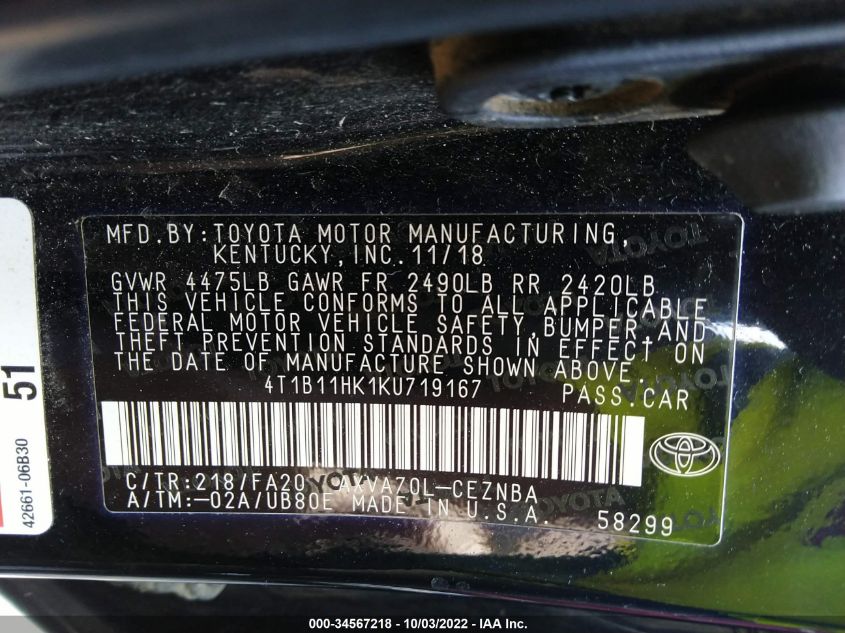 MFD.BY:TOYOTA MOTOR MANUFACTURING,
KENTUCKY,INC.11/18
GVWR 4475LB GAWR FR 2490LB RR 2420LB
THIS VEHICLE CONFORMS TO ALL APPLICABLE
FEDERAL MOTOR VEHICLE SAFETY,BUMPER,AND
THEFT PREVENTION STANDARDS IN EFFECT ON
THE DATE OF MANUFACTURE SHOWN ABOVE.
4T1B11HK1KU719167 PASS.CAR
C/TR:218/FA20 AXVA70L-CEZNBA
A/TM:-02A/UB80E MADE IN U.S.A. 58299
51
42661-06B30
000-34567218 - 10/03/2022 - IAA Inc.